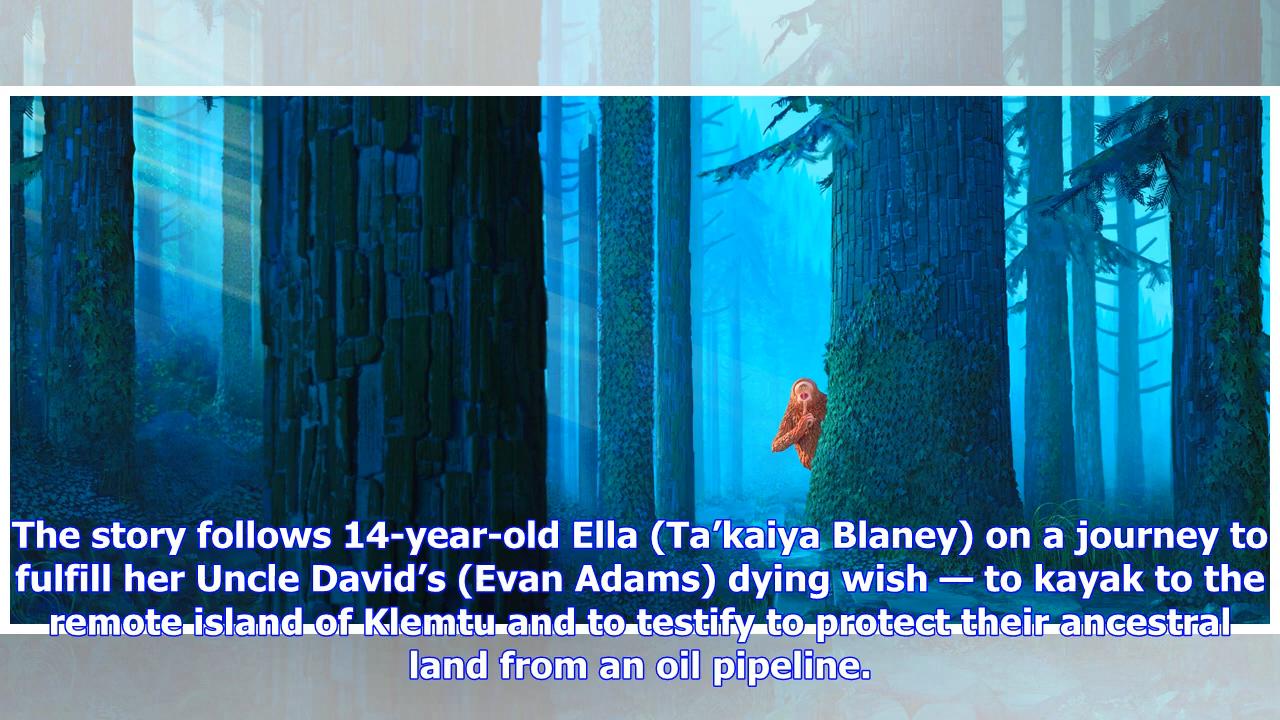 The story follows 14-year-old Ella (Ta’kaiya Blaney) on a journey to
fulfill her Uncle David’s (Evan Adams) dying wish — to kayak to the
remote island of Klemtu and to testify to protect their ancestral
land from an oil pipeline.